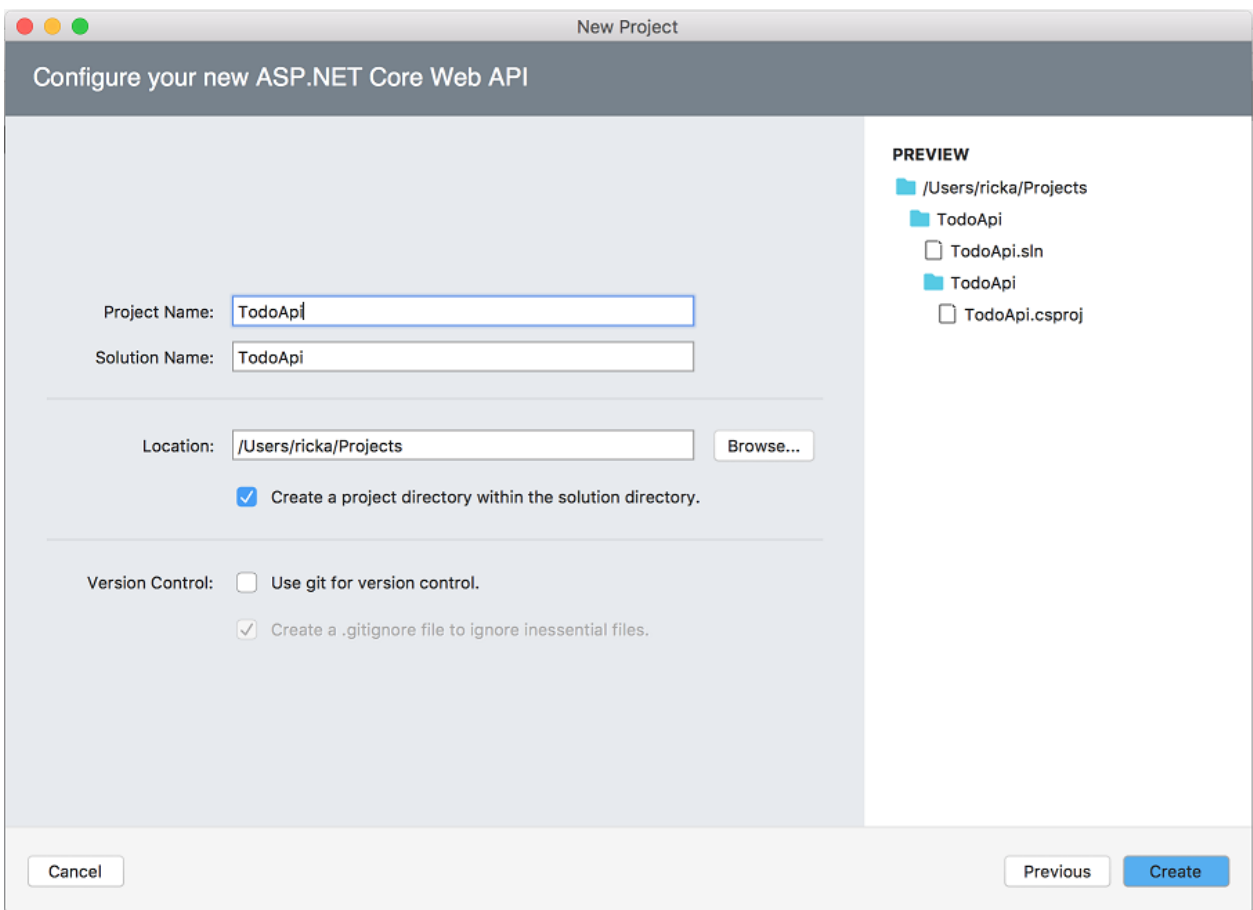 New Project
Configure your new ASP.NET Core Web API
Project Name: TodoApi
Solution Name: TodoApi
Location: /Users/ricka/Projects Browse...
Create a project directory within the solution directory.
Version Control: Use git for version control.
Create a .gitignore file to ignore inessential files.
PREVIEW
/Users/ricka/Projects
TodoApi
TodoApi.sln
TodoApi
TodoApi.csproj
Cancel Previous Create